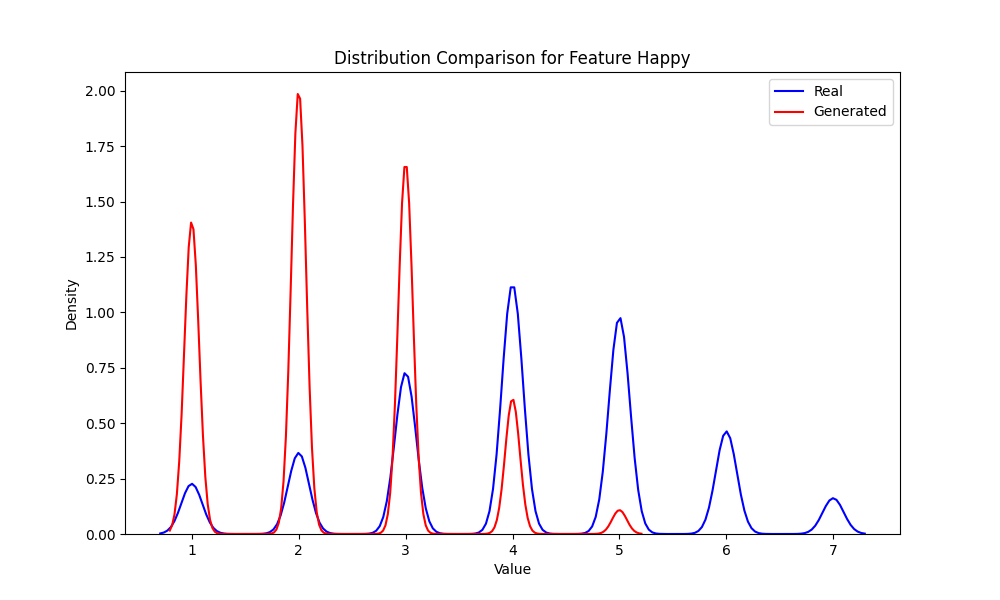 Distribution Comparison for Feature Happy
Real
Generated
2.00
1.75
1.50
1.25
1.00
0.75
0.50
0.25
0.00
Density
1 2 3 4 5 6 7
Value